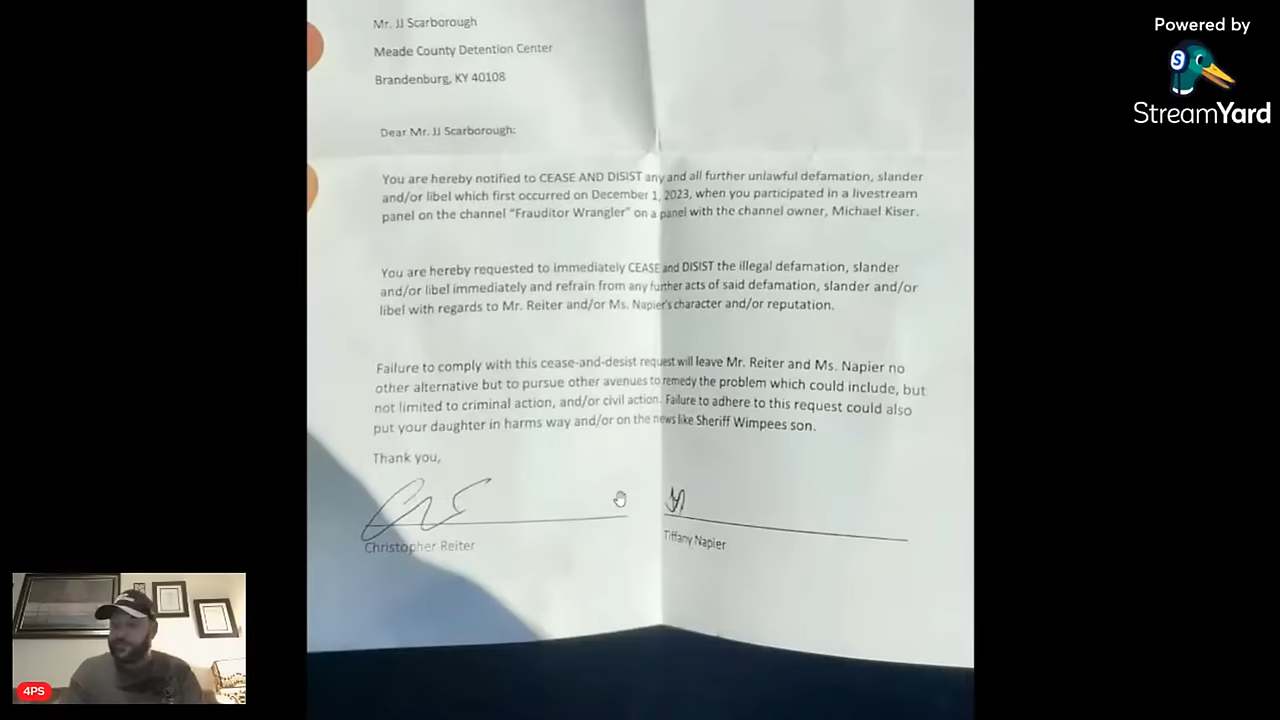 Powered by
StreamYard
Mr. JJ Scarborough
Meade County Detention Center
Brandenburg, KY 40108
Dear Mr. JJ Scarborough:
You are hereby notified to CEASE AND DISIST any and all further unlawful defamation, slander
and/or libel which first occurred on December 1, 2023, when you participated in a livestream
panel on the channel "Frauditor Wrangler" on a panel with the channel owner, Michael Kiser.
You are hereby requested to immediately CEASE and DISIST the illegal defamation, slander
and/or libel immediately and refrain from any further acts of said defamation, slander and/or
libel with regards to Mr. Reiter and/or Ms. Napier's character and/or reputation.
Failure to comply with this cease-and-desist request will leave Mr. Reiter and Ms. Napier no
other alternative but to pursue other avenues to remedy the problem which could include, but
not limited to criminal action, and/or civil action. Failure to adhere to this request could also
put your daughter in harms way and/or on the news like Sheriff Wimpees son.
Thank you,
Christopher Reiter
Tiffany Napier
4PS